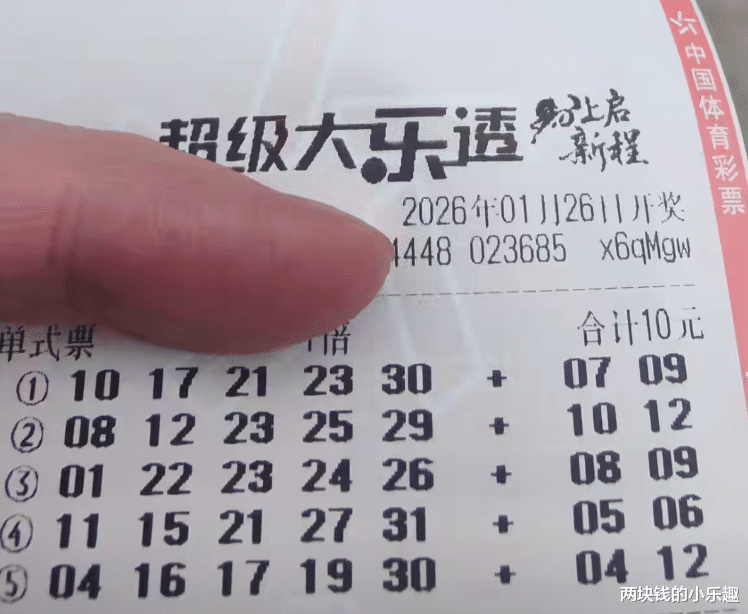 超级大乐透 马上启
新程
中国体育彩票
2026年01月26日开奖
4448 023685 x6qMgw
单式票 1倍 合计10元
① 10 17 21 23 30 + 07 09
② 08 12 23 25 29 + 10 12
③ 01 22 23 24 26 + 08 09
④ 11 15 21 27 31 + 05 06
⑤ 04 16 17 19 30 + 04 12
两块钱的小乐趣